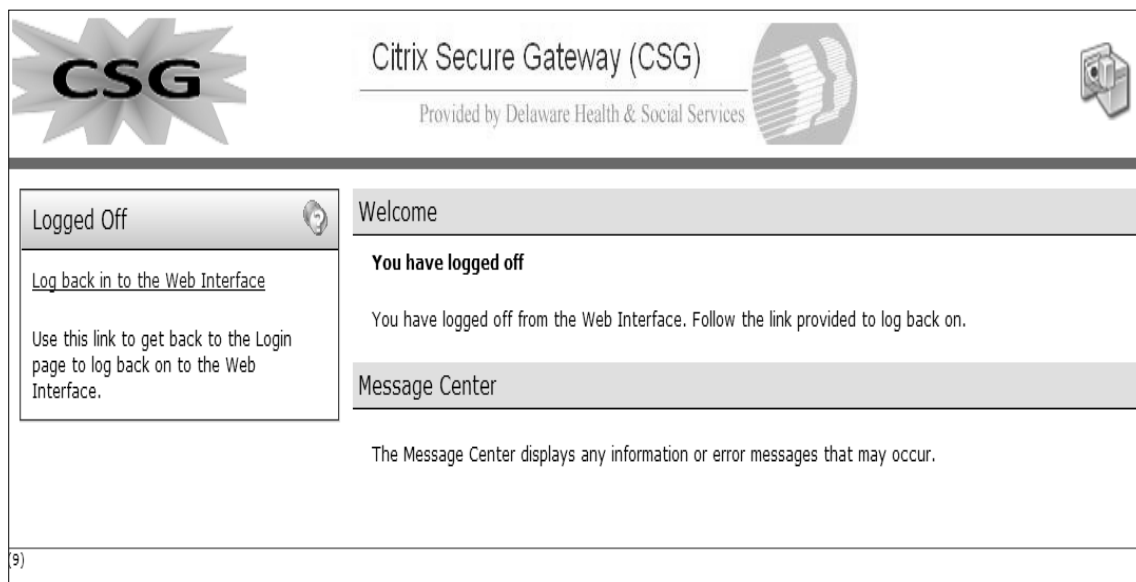 CSG
Citrix Secure Gateway (CSG)
Provided by Delaware Health & Social Services
Logged Off
Log back in to the Web Interface
Use this link to get back to the Login
page to log back on to the Web
Interface.
Welcome
You have logged off
You have logged off from the Web Interface. Follow the link provided to log back on.
Message Center
The Message Center displays any information or error messages that may occur.
(9)